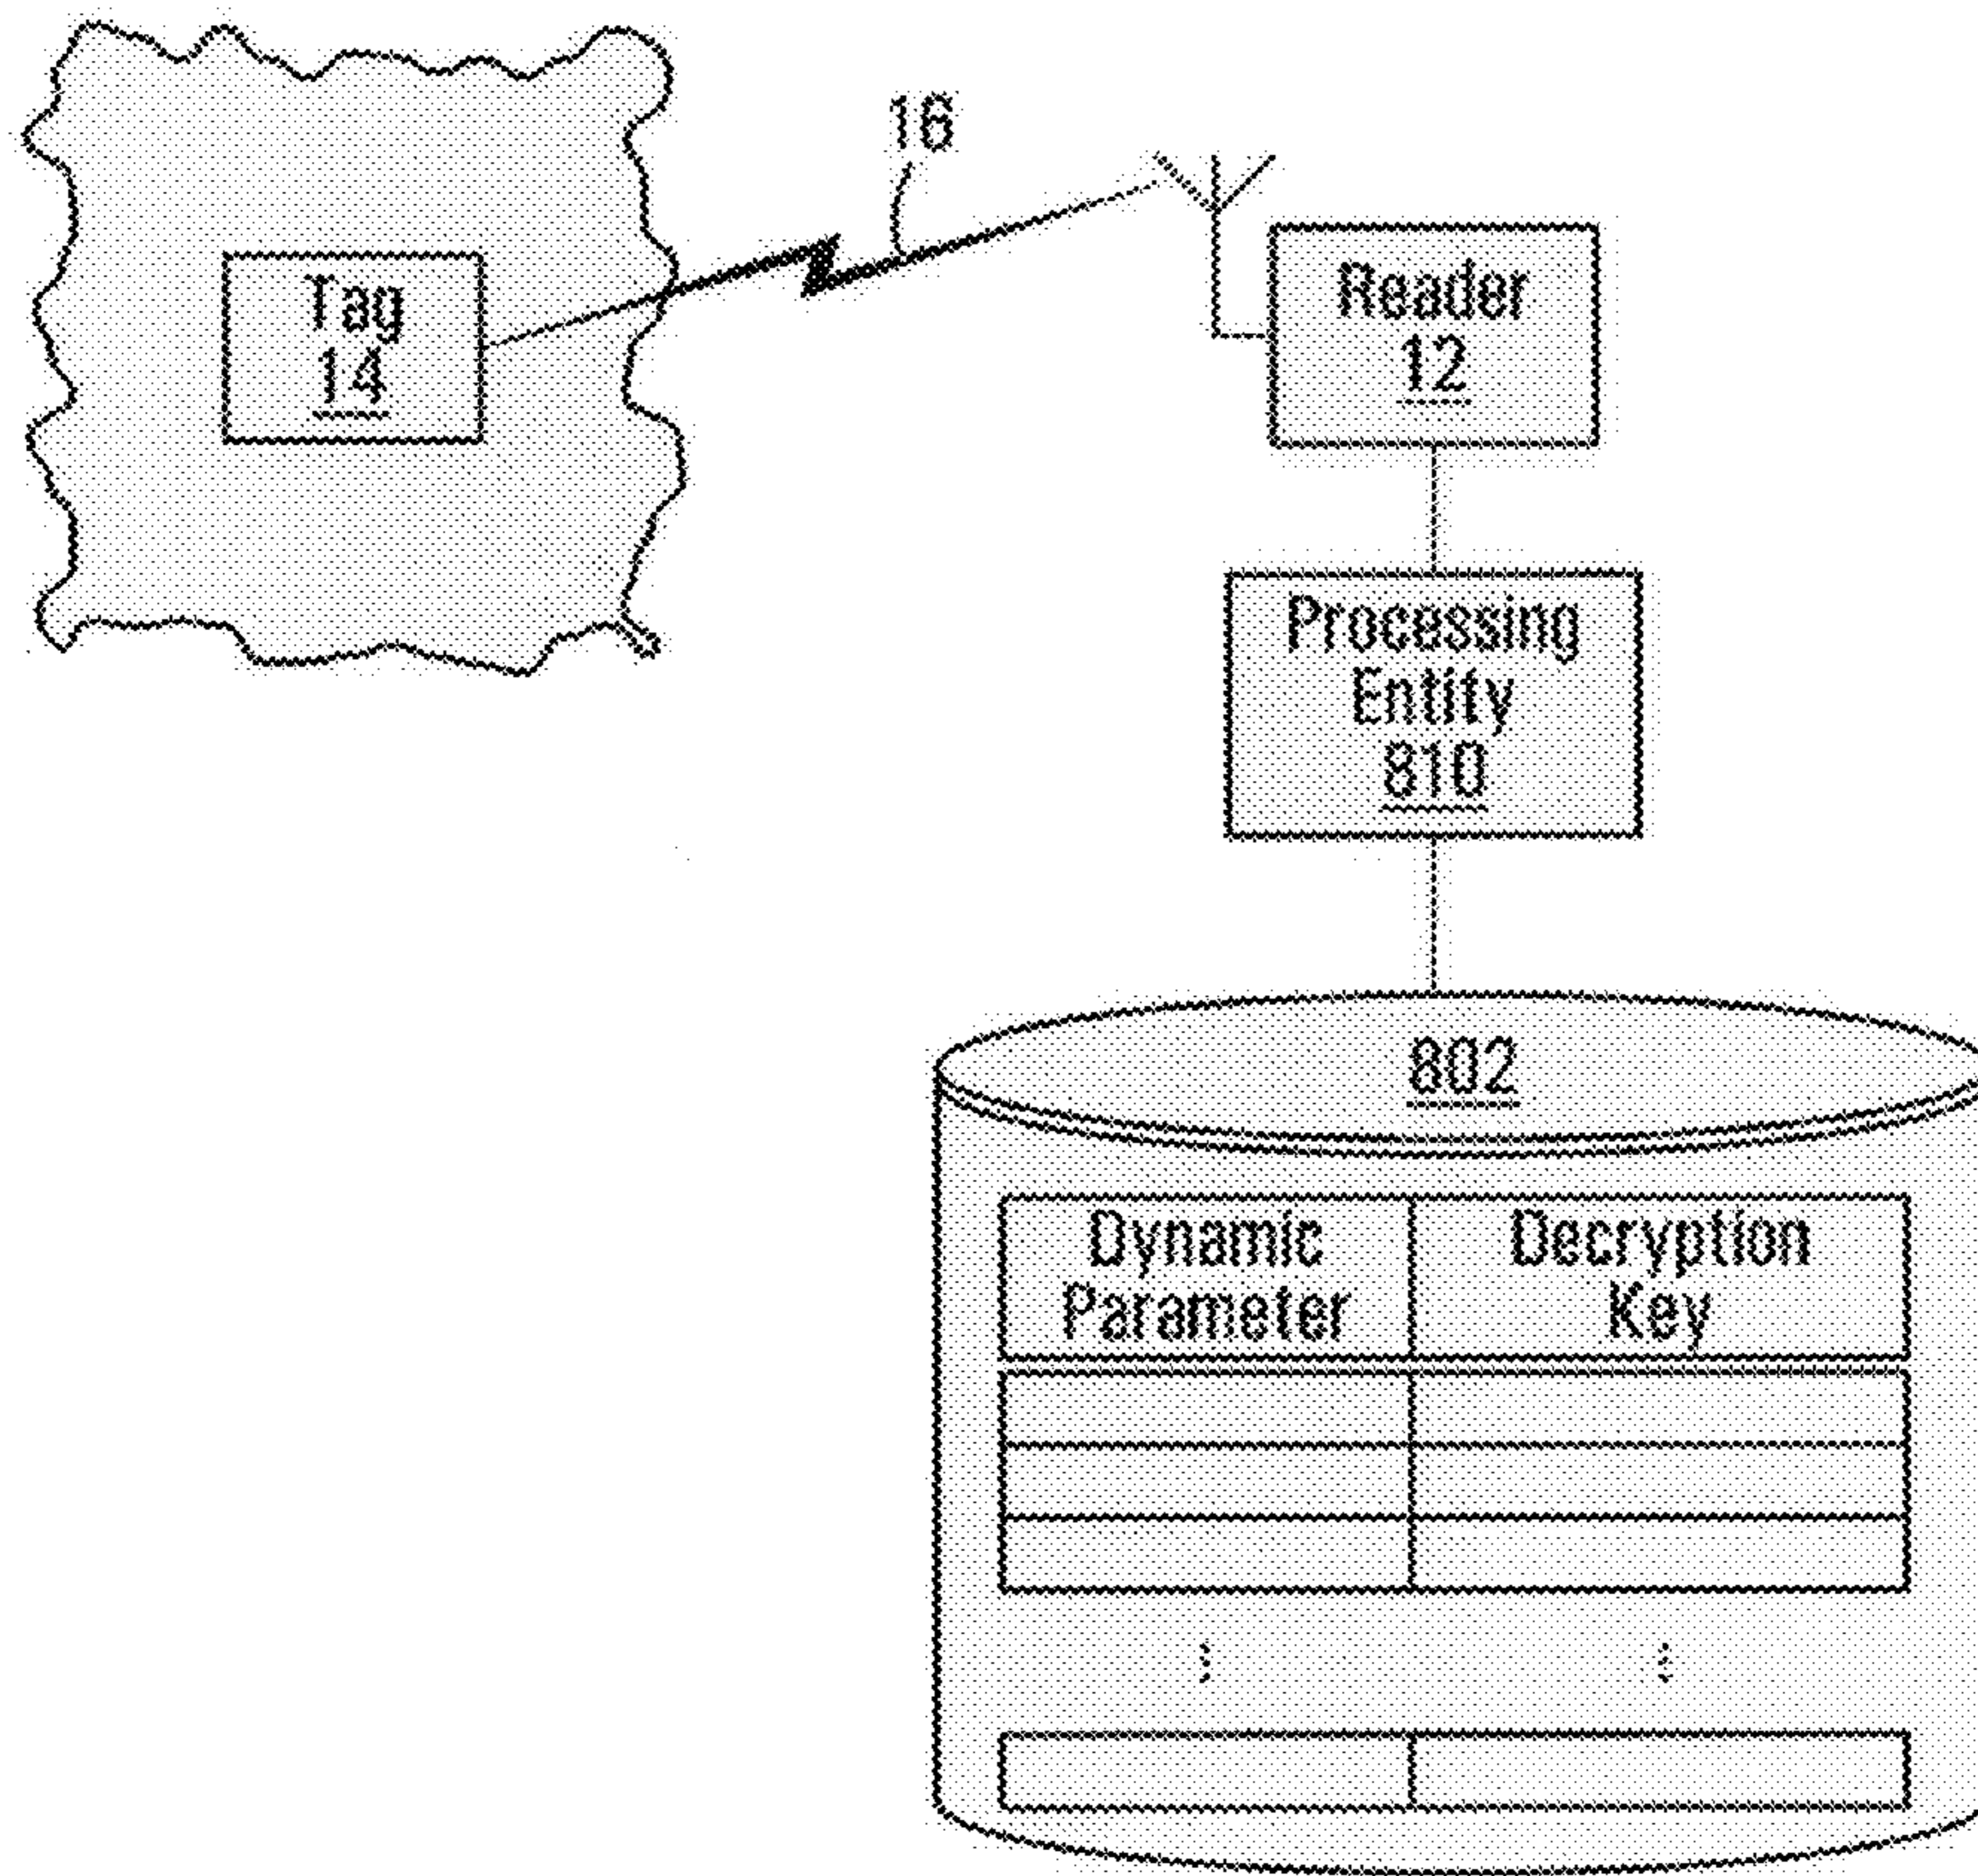 16
Tag
14
Reader
12
Processing
Entity
810
802
Dynamic
Parameter
Decryption
Key